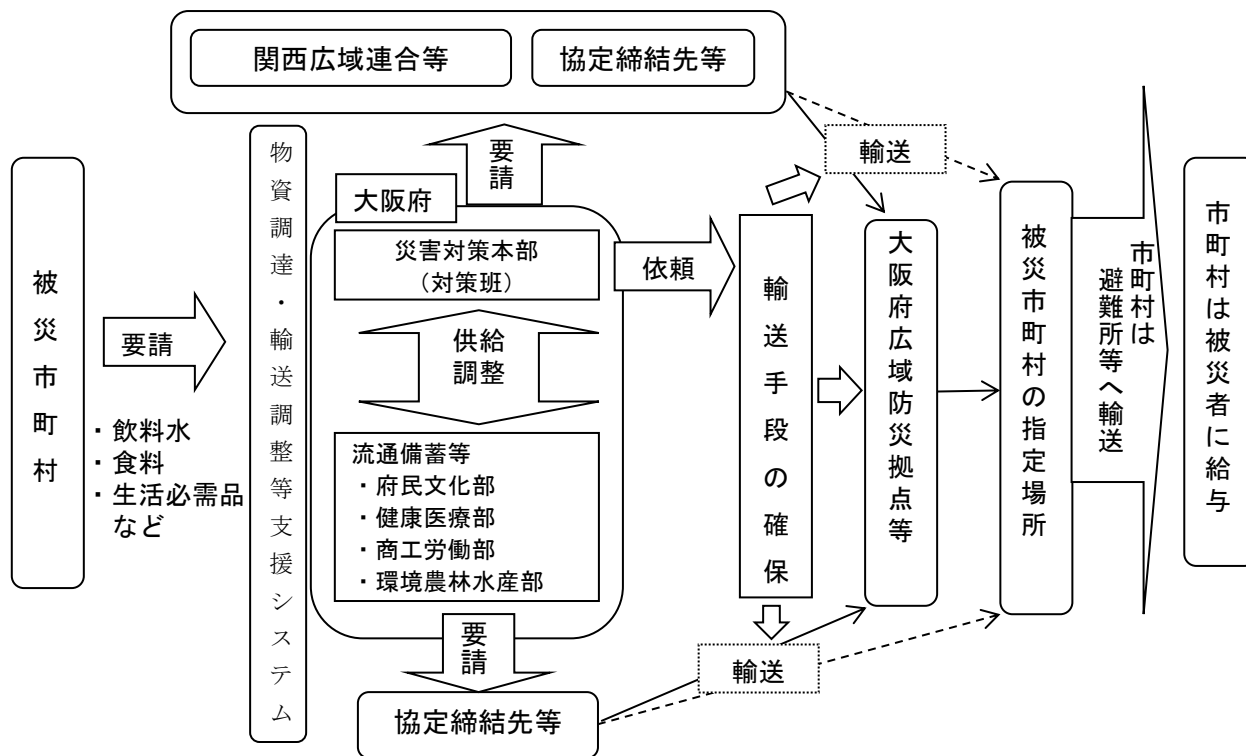 関西広域連合等
協定締結先等
物資調達・輸送調整等支援システム
要請
輸送
大阪府
災害対策本部
(対策班)
被災市町村
要請
・飲料水
・食料
・生活必需品
など
供給
調整
流通備蓄等
・府民文化部
・健康医療部
・商工労働部
・環境農林水産部
依頼
輸送手段の確保
大阪府広域防災拠点等
被災市町村の指定場所
市町村は
避難所等へ輸送
市町村は被災者に給与
要請
輸送
協定締結先等